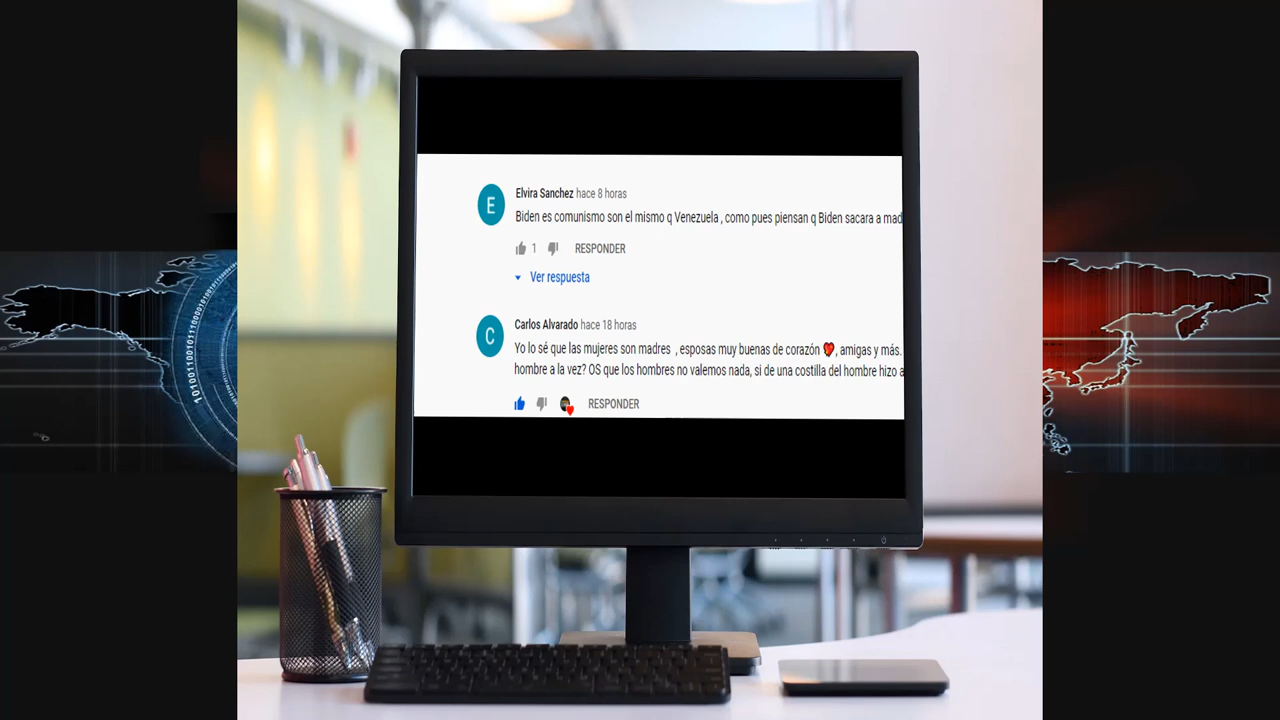 Elvira Sanchez hace 8 horas
Biden es comunismo son el mismo q Venezuela , como pues piensan q Biden sacara a mad
1 RESPONDER
Ver respuesta
Carlos Alvarado hace 18 horas
Yo lo sé que las mujeres son madres , esposas muy buenas de corazón 💖, amigas y más.
hombre a la vez? OS que los hombres no valemos nada, si de una costilla del hombre hizo a
RESPONDER
E
C